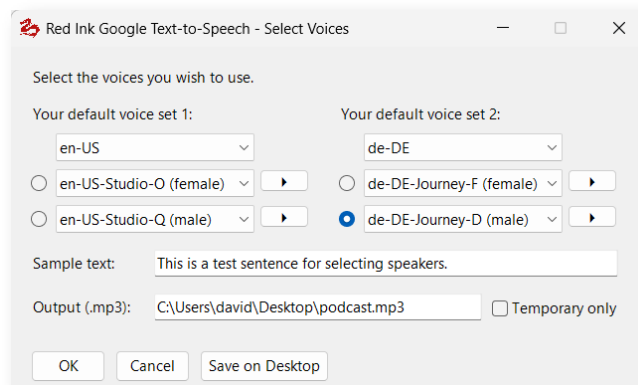 Red Ink Google Text-to-Speech - Select Voices
Select the voices you wish to use.
Your default voice set 1: Your default voice set 2:
en-US de-DE
en-US-Studio-O (female) de-DE-Journey-F (female)
en-US-Studio-Q (male) de-DE-Journey-D (male)
Sample text: This is a test sentence for selecting speakers.
Output (.mp3): C:\Users\david\Desktop\podcast.mp3 Temporary only
OK Cancel Save on Desktop